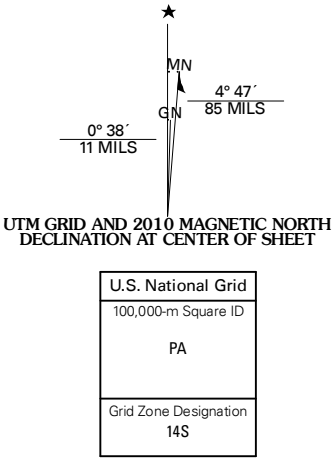 MN
4° 47´
85 MILS
GN
0° 38´
11 MILS
UTM GRID AND 2010 MAGNETIC NORTH
DECLINATION AT CENTER OF SHEET
U.S. National Grid
100,000-m Square ID
PA
Grid Zone Designation
14S